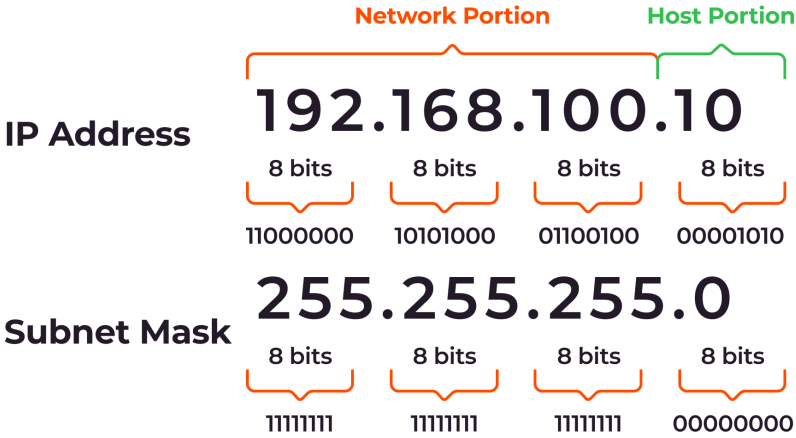 Network Portion Host Portion
IP Address 192.168.100.10
8 bits 8 bits 8 bits 8 bits
11000000 10101000 01100100 00001010
Subnet Mask 255.255.255.0
8 bits 8 bits 8 bits 8 bits
11111111 11111111 11111111 00000000